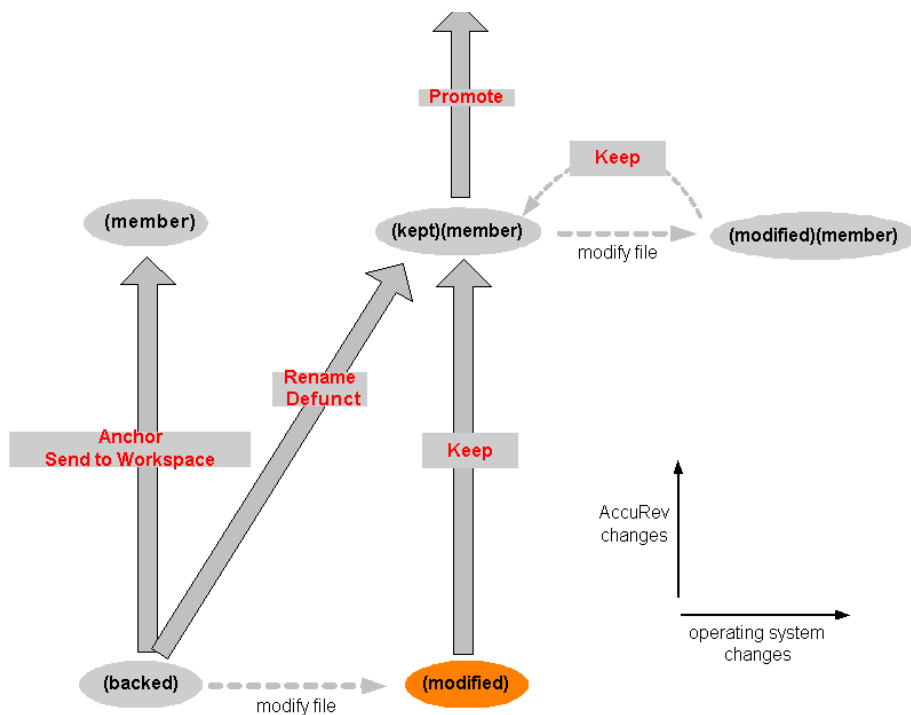 Promote
Keep
(member)
(kept)(member)
modify file
(modified)(member)
Rename
Defunct
Anchor
Send to Workspace
Keep
AccuRev
changes
operating system
changes
(backed)
modify file
(modified)